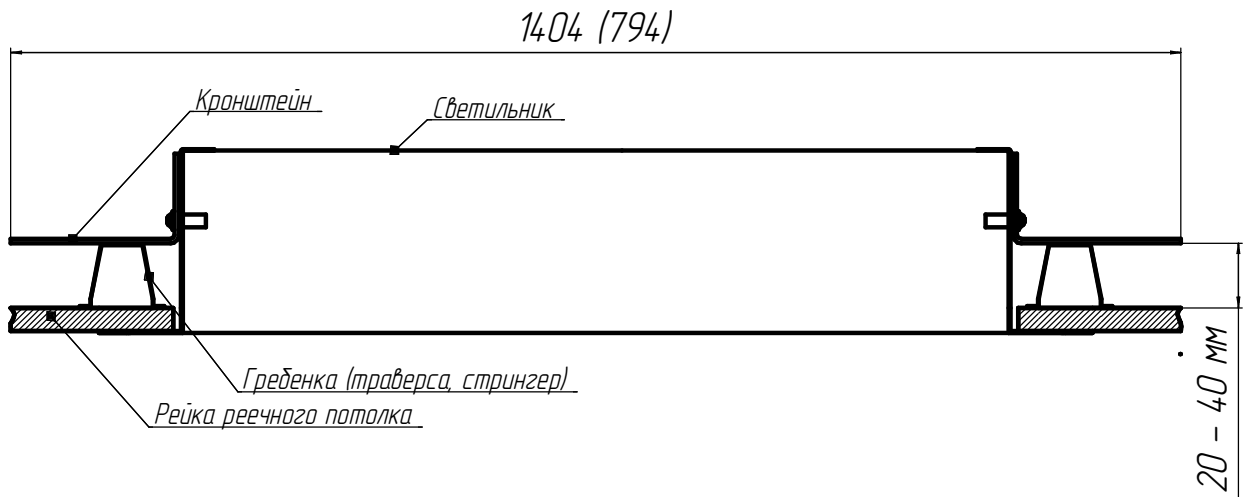 1404 (794)
Кронштейн
Светильник
Гребенка (траверса, стрингер)
Рейка реечного потолка
20 - 40 мм